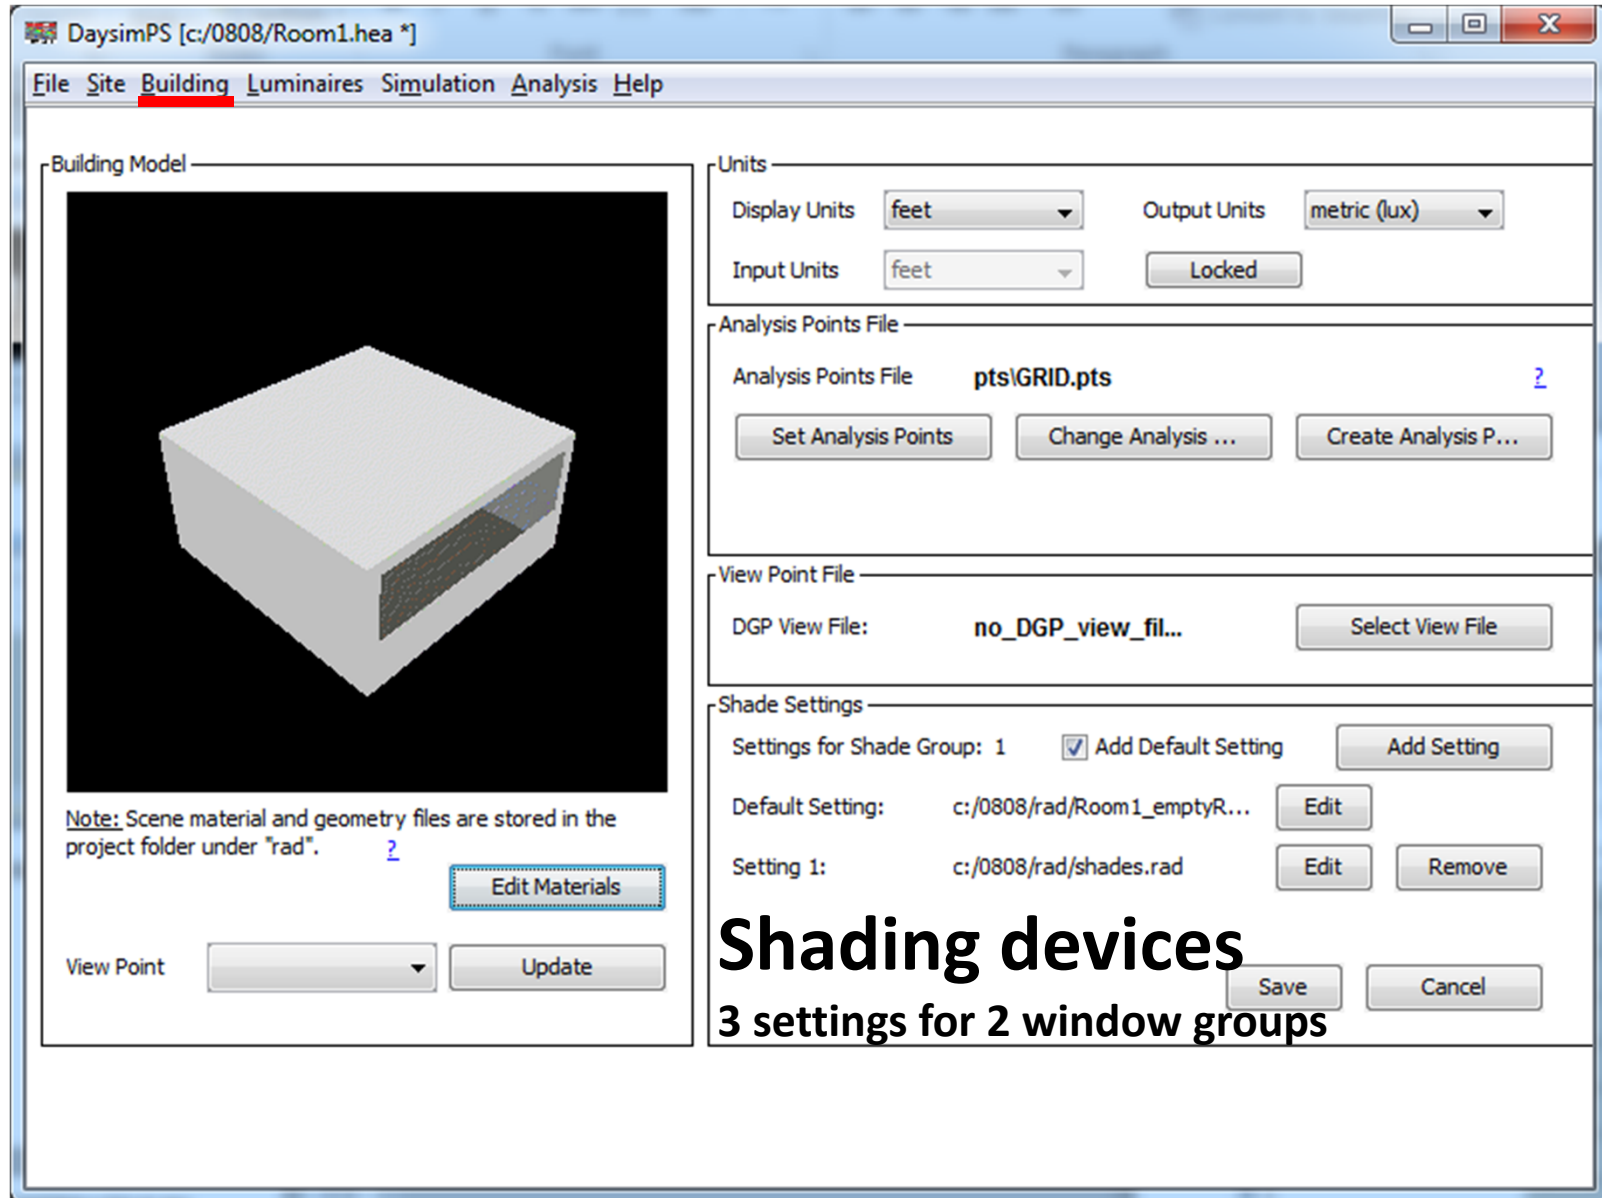 DaysimPS [c:/0808/Room1.hea *]
File Site Building Luminaires Simulation Analysis Help
Building Model
Note: Scene material and geometry files are stored in the
project folder under "rad". ?
Edit Materials
View Point Update
Units
Display Units feet Output Units metric (lux)
Input Units feet Locked
Analysis Points File
Analysis Points File pts\GRID.pts ?
Set Analysis Points Change Analysis ... Create Analysis P...
View Point File
DGP View File: no_DGP_view_fil... Select View File
Shade Settings
Settings for Shade Group: 1 Add Default Setting Add Setting
Default Setting: c:/0808/rad/Room1_emptyR... Edit
Setting 1: c:/0808/rad/shades.rad Edit Remove
Shading devices
Save Cancel
3 settings for 2 window groups